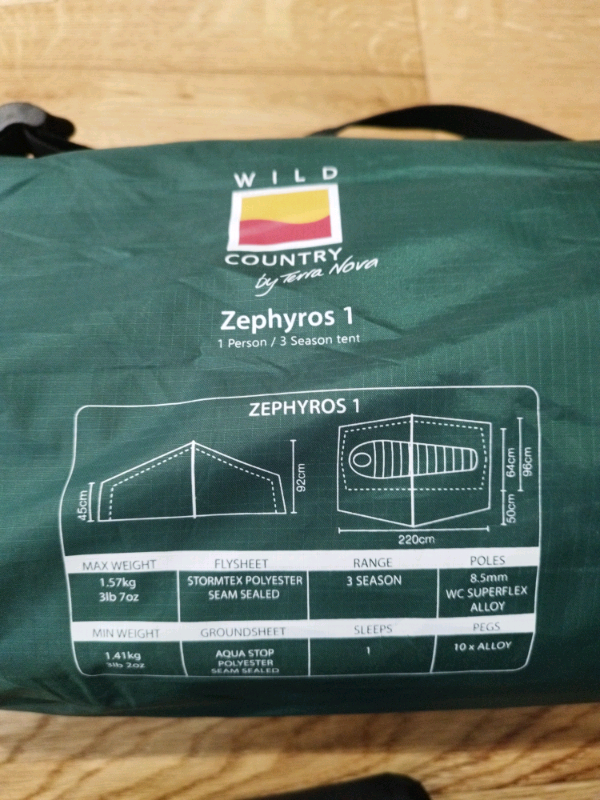 WILD
COUNTRY
by Terra Nova
Zephyros 1
1 Person / 3 Season tent
ZEPHYROS 1
45cm
92cm
64cm
96cm
50cm
220cm
MAX WEIGHT FLYSHEET RANGE POLES
1.57kg STORMTEX POLYESTER 3 SEASON 8.5mm
3lb 7oz SEAM SEALED WC SUPERFLEX
ALLOY
MIN WEIGHT GROUNDSHEET SLEEPS PEGS
1.41kg AQUA STOP 1 10 x ALLOY
3lb 2oz POLYESTER
SEAM SEALED